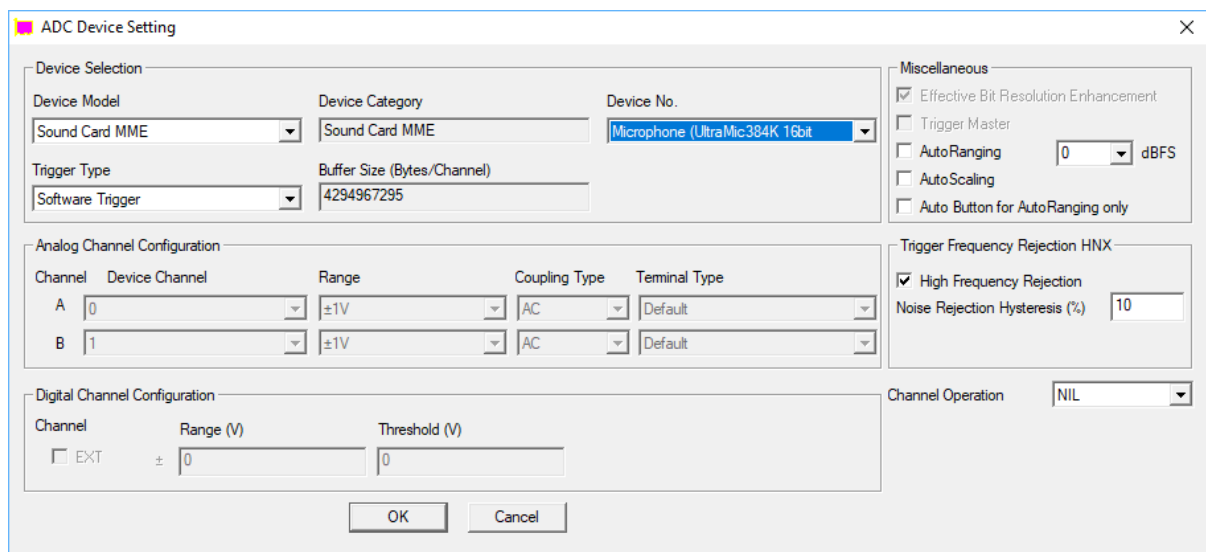 ADC Device Setting
Device Selection
Device Model
Device Category
Device No.
Sound Card MME
Sound Card MME
Microphone (UltraMic384K 16bit
Trigger Type
Buffer Size (Bytes/Channel)
Software Trigger
4294967295
Miscellaneous
Effective Bit Resolution Enhancement
Trigger Master
AutoRanging 0 dBFS
AutoScaling
Auto Button for AutoRanging only
Analog Channel Configuration
Channel Device Channel Range Coupling Type Terminal Type
A 0 ±1V AC Default
B 1 ±1V AC Default
Trigger Frequency Rejection HNX
High Frequency Rejection
Noise Rejection Hysteresis (%) 10
Digital Channel Configuration
Channel Range (V) Threshold (V)
EXT ± 0 0
Channel Operation NIL
OK Cancel